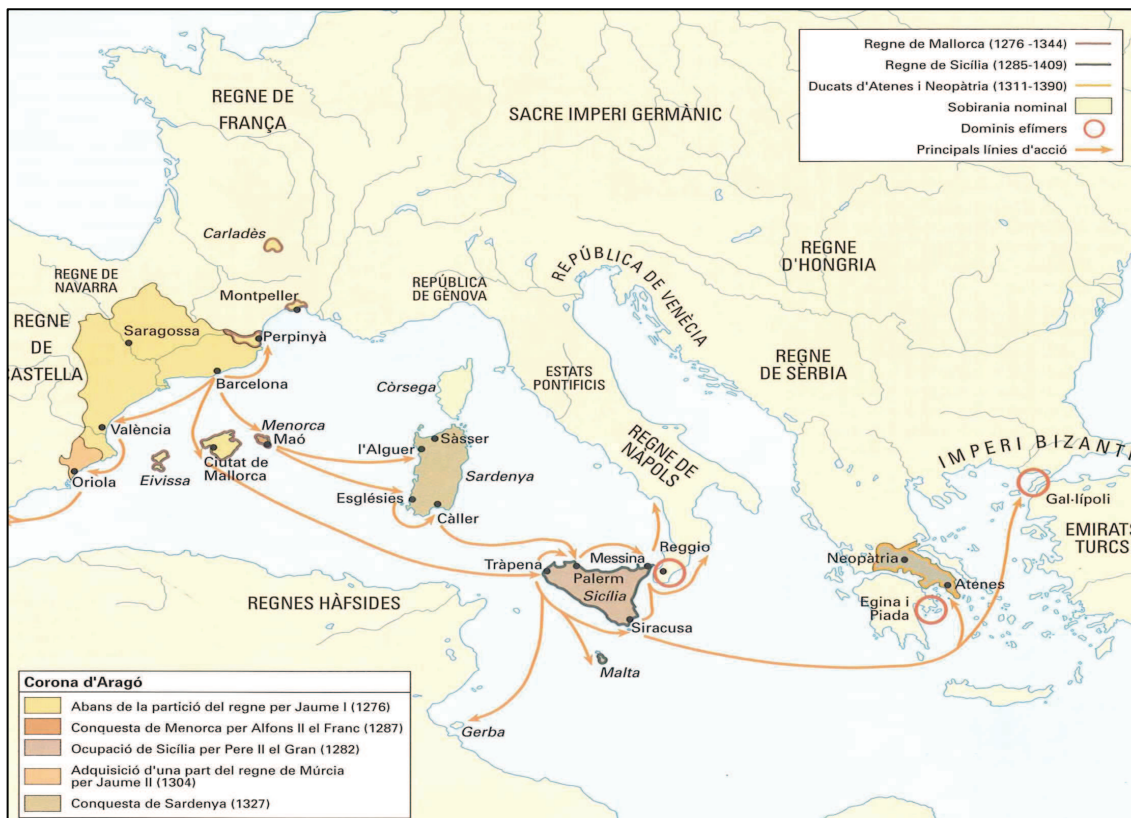 Regne de Mallorca (1276 -1344)
Regne de Sicília (1285-1409)
Ducats d'Atenes i Neopàtria (1311-1390)
Sobirania nominal
Dominis efímers
Principals línies d'acció
REGNE DE
FRANÇA
SACRE IMPERI GERMÀNIC
Carladès
REGNE DE
NAVARRA
Montpeller
REPÚBLICA
DE GÈNOVA
REPÚBLICA DE VENÈCIA
REGNE
D'HONGRIA
REGNE
DE
CASTELLA
Saragossa
Perpinyà
Barcelona
Còrsega
ESTATS
PONTIFICIS
REGNE
DE SÈRBIA
València
Menorca
Maó
Sàsser
l'Alguer
REGNE DE
NÀPOLS
IMPERI BIZANTÍ
Oriola
Eivissa
Ciutat de
Mallorca
Sardenya
Esglésies
Càller
Gal·lípoli
EMIRATS
TURCS
Tràpena
Messina
Reggio
Palerm
Sicília
Neopàtria
Atenes
REGNES HÀFSIDES
Egina i
Piada
Siracusa
Malta
Gerba
Corona d'Aragó
Abans de la partició del regne per Jaume I (1276)
Conquesta de Menorca per Alfons II el Franc (1287)
Ocupació de Sicília per Pere II el Gran (1282)
Adquisició d'una part del regne de Múrcia
per Jaume II (1304)
Conquesta de Sardenya (1327)